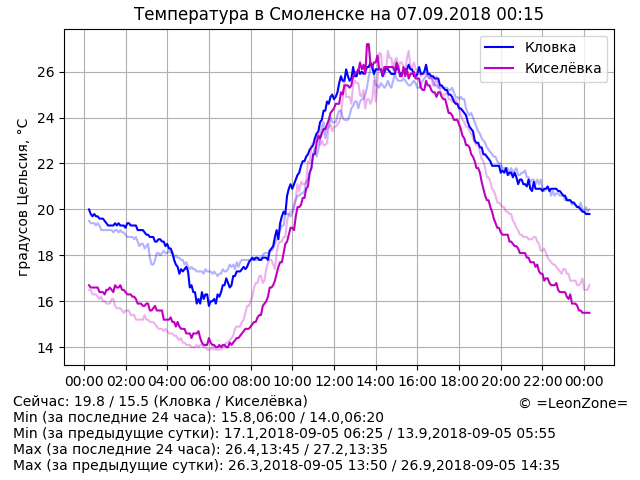 Температура в Смоленске на 07.09.2018 00:15
Кловка
Киселёвка
градусов Цельсия, °C
26
24
22
20
18
16
14
00:00 02:00 04:00 06:00 08:00 10:00 12:00 14:00 16:00 18:00 20:00 22:00 00:00
Сейчас: 19.8 / 15.5 (Кловка / Киселёвка)
© =LeonZone=
Min (за последние 24 часа): 15.8,06:00 / 14.0,06:20
Min (за предыдущие сутки): 17.1,2018-09-05 06:25 / 13.9,2018-09-05 05:55
Max (за последние 24 часа): 26.4,13:45 / 27.2,13:35
Max (за предыдущие сутки): 26.3,2018-09-05 13:50 / 26.9,2018-09-05 14:35